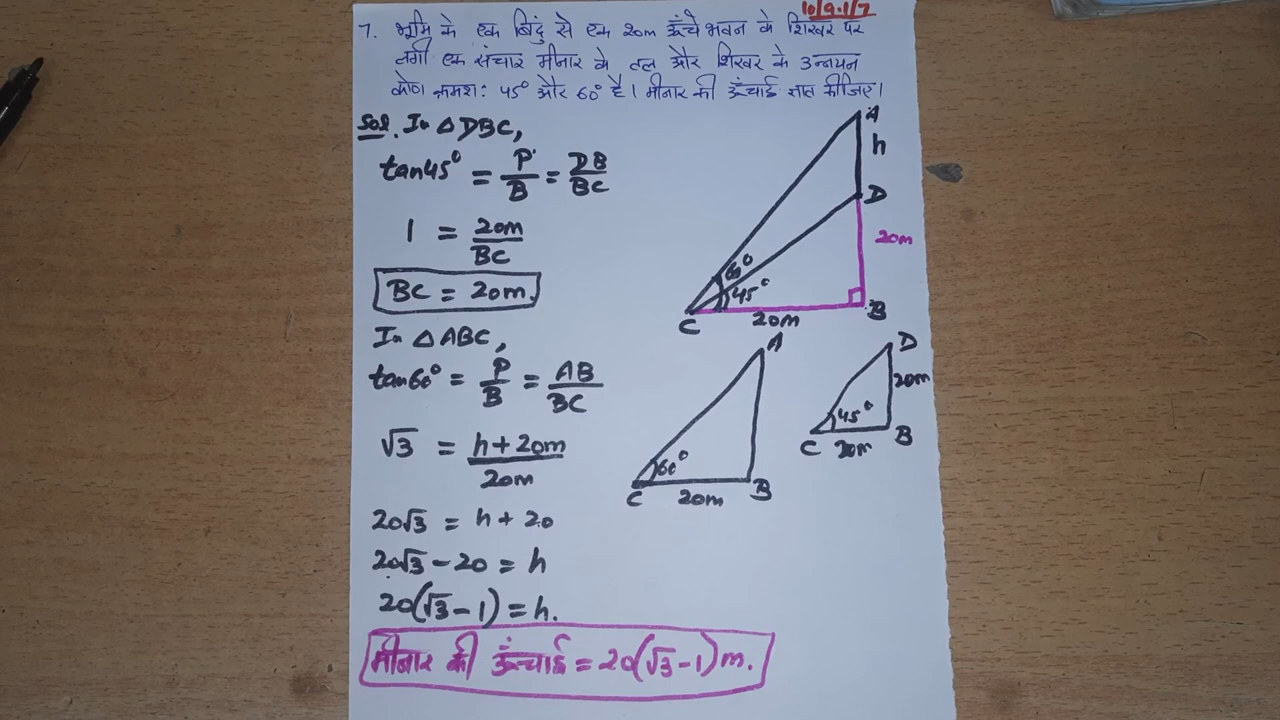 10/9.1/7
7. भूमि के एक बिंदु से एक 20m ऊँचे भवन के शिखर पर
लगी एक संचार मीनार के तल और शिखर के उन्नयन
कोण क्रमश: 45° और 60° है। मीनार की ऊँचाई ज्ञात कीजिए।
Sol. In △DBC,
tan45° = P/B = DB/BC
1 = 20m/BC
BC = 20m.
In △ABC,
tan60° = P/B = AB/BC
√3 = h+20m/20m
20√3 = h+20
20√3 - 20 = h
20(√3-1) = h.
मीनार की ऊँचाई = 20(√3-1)m.
A
h
D
20m
60°
45°
C
20m
B
A
60°
C
20m
B
D
20m
45°
C
20m
B